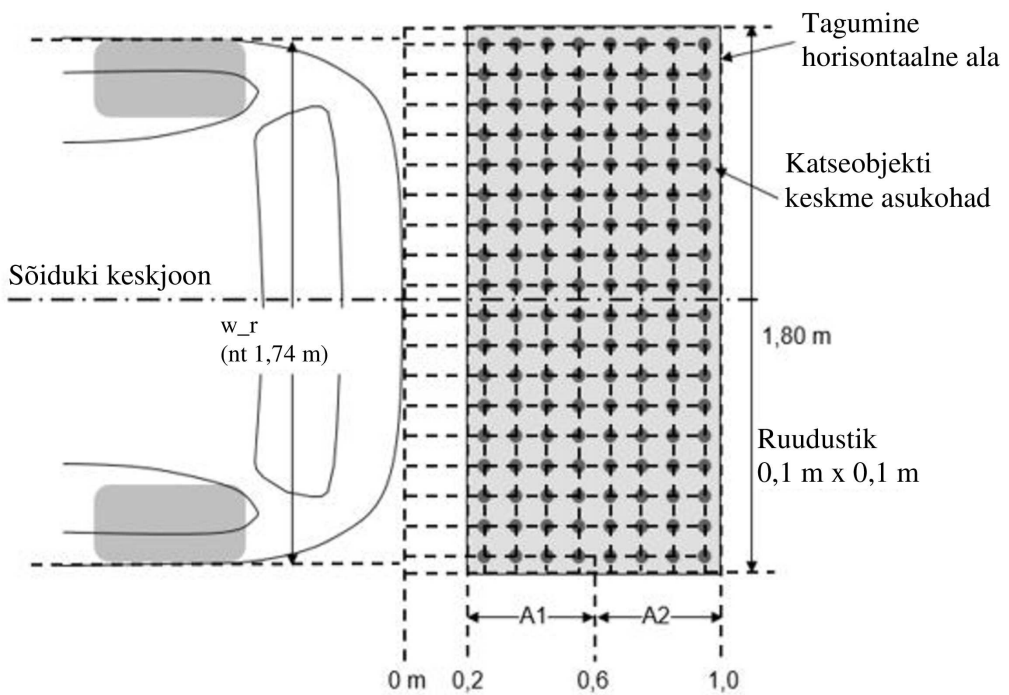 Tagumine
horisontaalne ala
Katseobjekti
keskme asukohad
Sõiduki keskjoon
w_r
(nt 1,74 m)
1,80 m
Ruudustik
0,1 m x 0,1 m
A1
A2
0 m
0,2
0,6
1,0